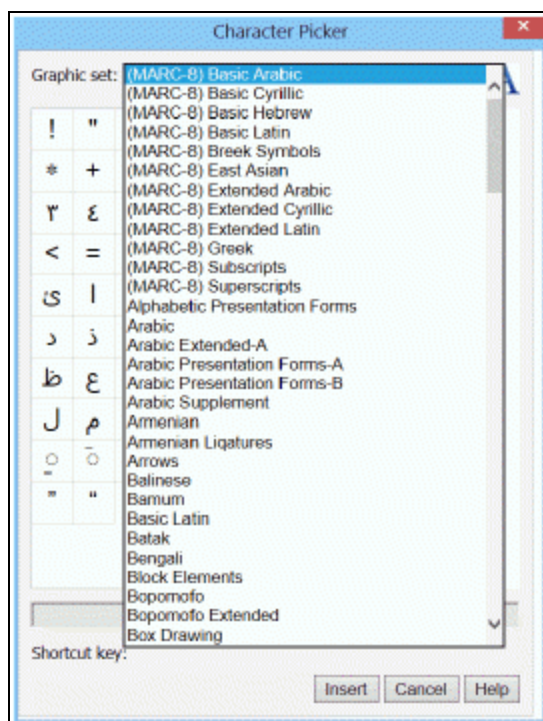 Character Picker
Graphic set:
(MARC-8) Basic Arabic
(MARC-8) Basic Cyrillic
(MARC-8) Basic Hebrew
(MARC-8) Basic Latin
(MARC-8) Breek Symbols
(MARC-8) East Asian
(MARC-8) Extended Arabic
(MARC-8) Extended Cyrillic
(MARC-8) Extended Latin
(MARC-8) Greek
(MARC-8) Subscripts
(MARC-8) Superscripts
Alphabetic Presentation Forms
Arabic
Arabic Extended-A
Arabic Presentation Forms-A
Arabic Presentation Forms-B
Arabic Supplement
Armenian
Armenian Ligatures
Arrows
Balinese
Bamum
Basic Latin
Batak
Bengali
Block Elements
Bopomofo
Bopomofo Extended
Box Drawing
! "
* +
٣ ٤
< =
ئ ا
د ذ
ظ ع
ل م
” “
Shortcut key:
Insert Cancel Help